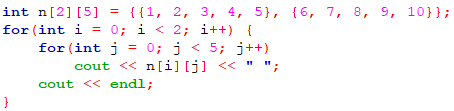 int n[2][5] = {{1, 2, 3, 4, 5}, {6, 7, 8, 9, 10}};
for(int i = 0; i < 2; i++) {
    for(int j = 0; j < 5; j++)
        cout << n[i][j] << " ";
    cout << endl;
}